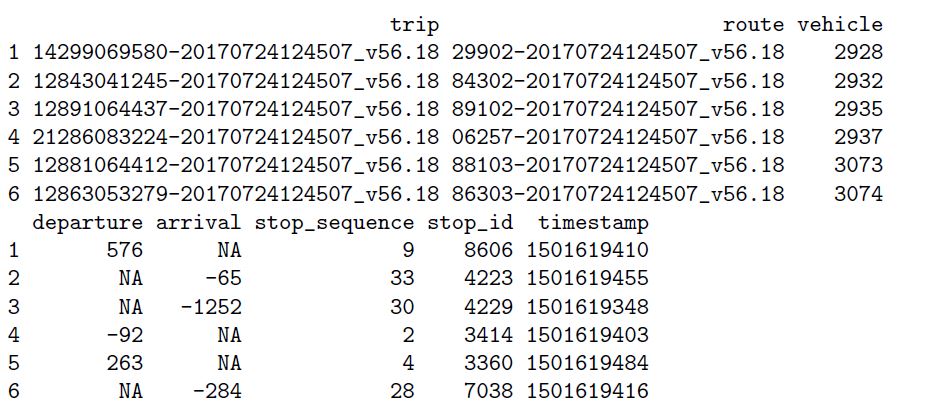 trip route vehicle
1 14299069580-20170724124507_v56.18 29902-20170724124507_v56.18 2928
2 12843041245-20170724124507_v56.18 84302-20170724124507_v56.18 2932
3 12891064437-20170724124507_v56.18 89102-20170724124507_v56.18 2935
4 21286083224-20170724124507_v56.18 06257-20170724124507_v56.18 2937
5 12881064412-20170724124507_v56.18 88103-20170724124507_v56.18 3073
6 12863053279-20170724124507_v56.18 86303-20170724124507_v56.18 3074
departure arrival stop_sequence stop_id timestamp
1 576 NA 9 8606 1501619410
2 NA -65 33 4223 1501619455
3 NA -1252 30 4229 1501619348
4 -92 NA 2 3414 1501619403
5 263 NA 4 3360 1501619484
6 NA -284 28 7038 1501619416